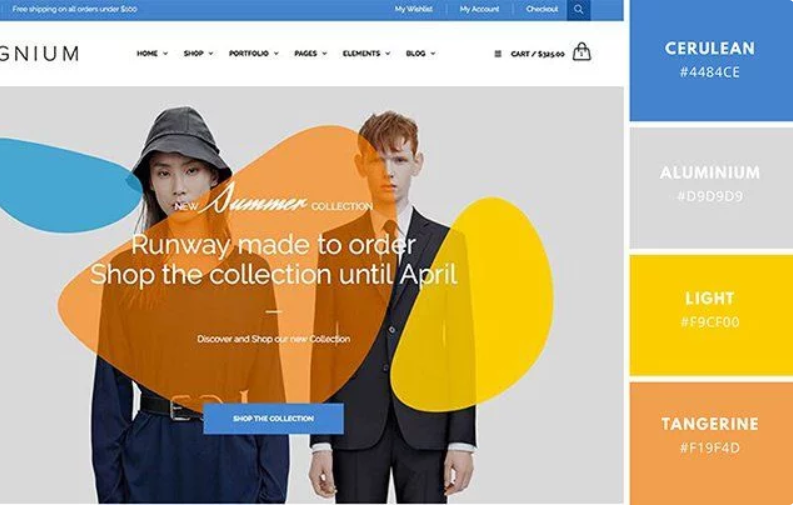 Free shipping on all orders under $100
My Wishlist
My Account
Checkout
GNIUM
HOME
SHOP
PORTFOLIO
PAGES
ELEMENTS
BLOG
CART / $325.00
NEW Summer COLLECTION
Runway made to order
Shop the collection until April
Discover and Shop our new Collection
SHOP THE COLLECTION
CERULEAN
#4484CE
ALUMINIUM
#D9D9D9
LIGHT
#F9CF00
TANGERINE
#F19F4D